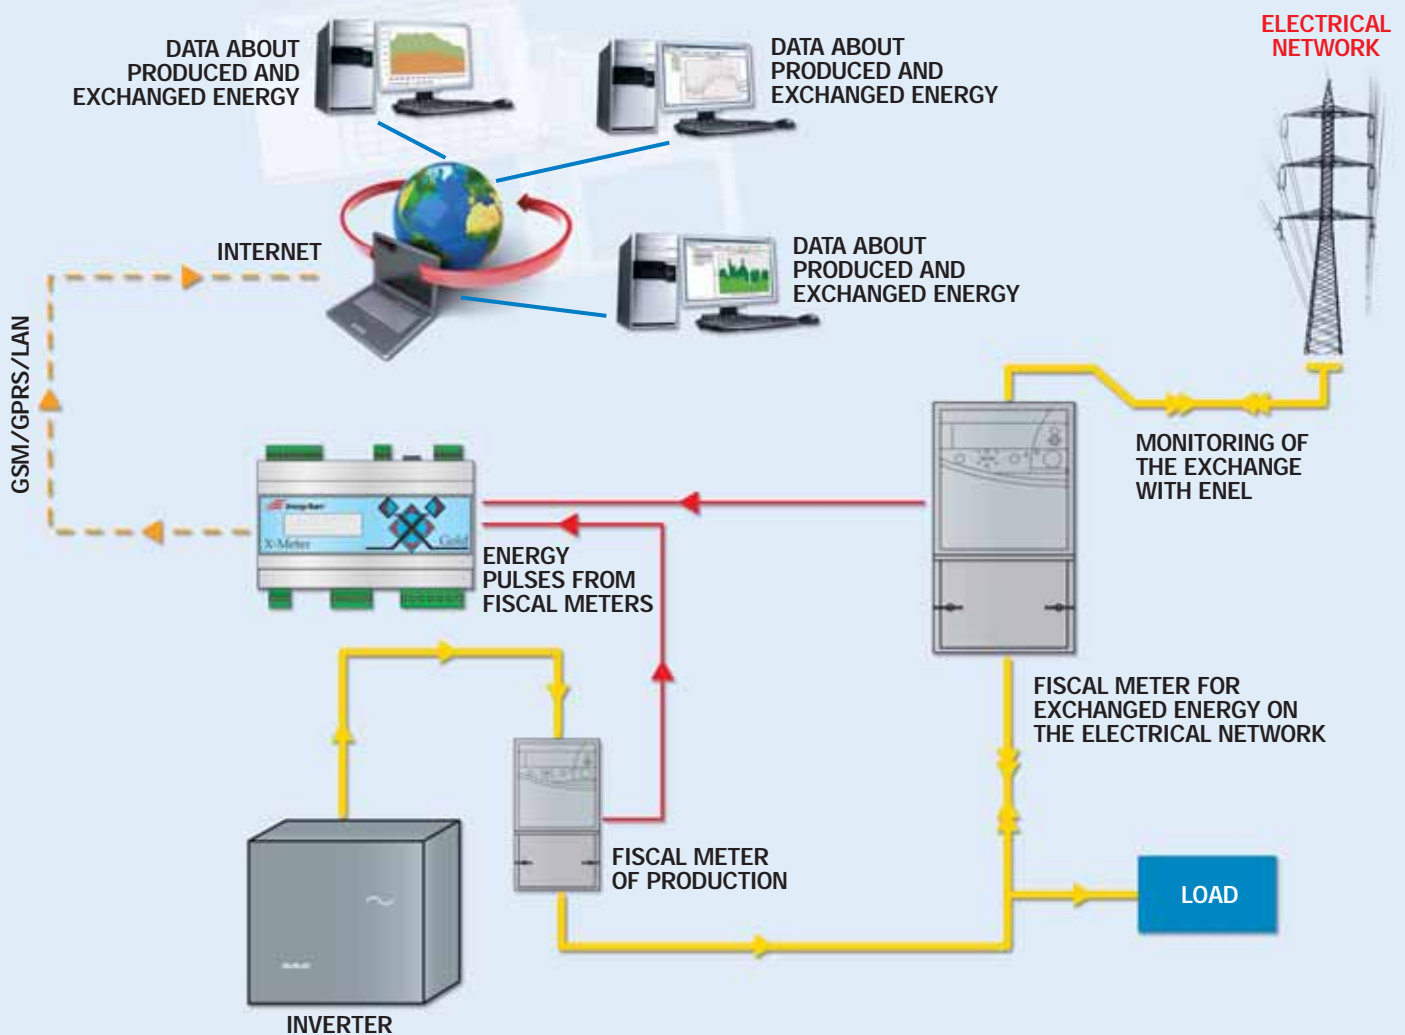 ELECTRICAL
NETWORK
DATA ABOUT
PRODUCED AND
EXCHANGED ENERGY
DATA ABOUT
PRODUCED AND
EXCHANGED ENERGY
INTERNET
DATA ABOUT
PRODUCED AND
EXCHANGED ENERGY
GSM/GPRS/LAN
MONITORING OF
THE EXCHANGE
WITH ENEL
X-Meter
Gold
ENERGY
PULSES FROM
FISCAL METERS
FISCAL METER FOR
EXCHANGED ENERGY ON
THE ELECTRICAL NETWORK
FISCAL METER
OF PRODUCTION
LOAD
INVERTER